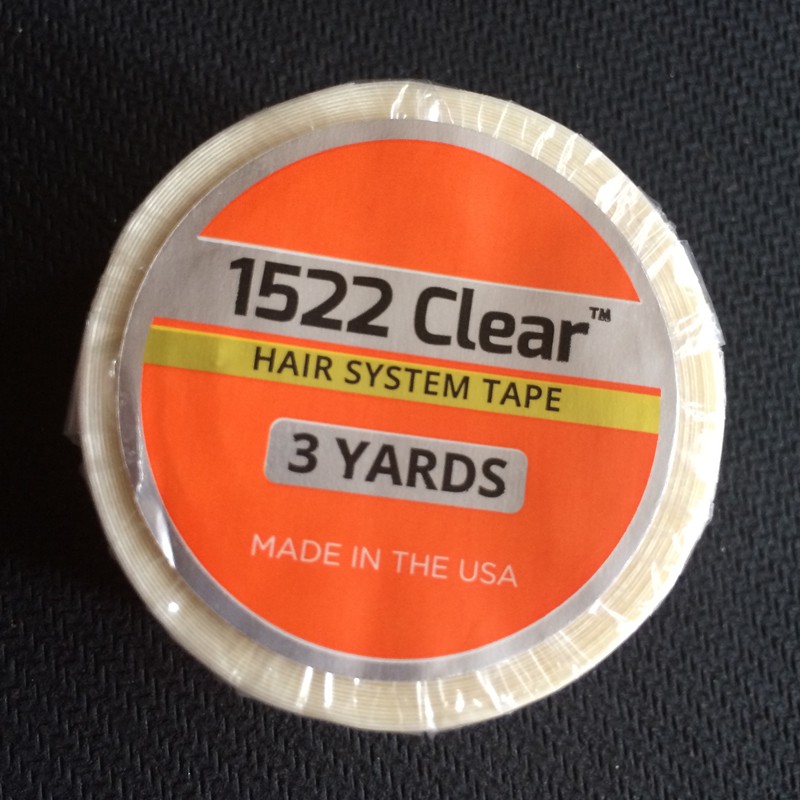 1522 Clear™
HAIR SYSTEM TAPE
3 YARDS
MADE IN THE USA